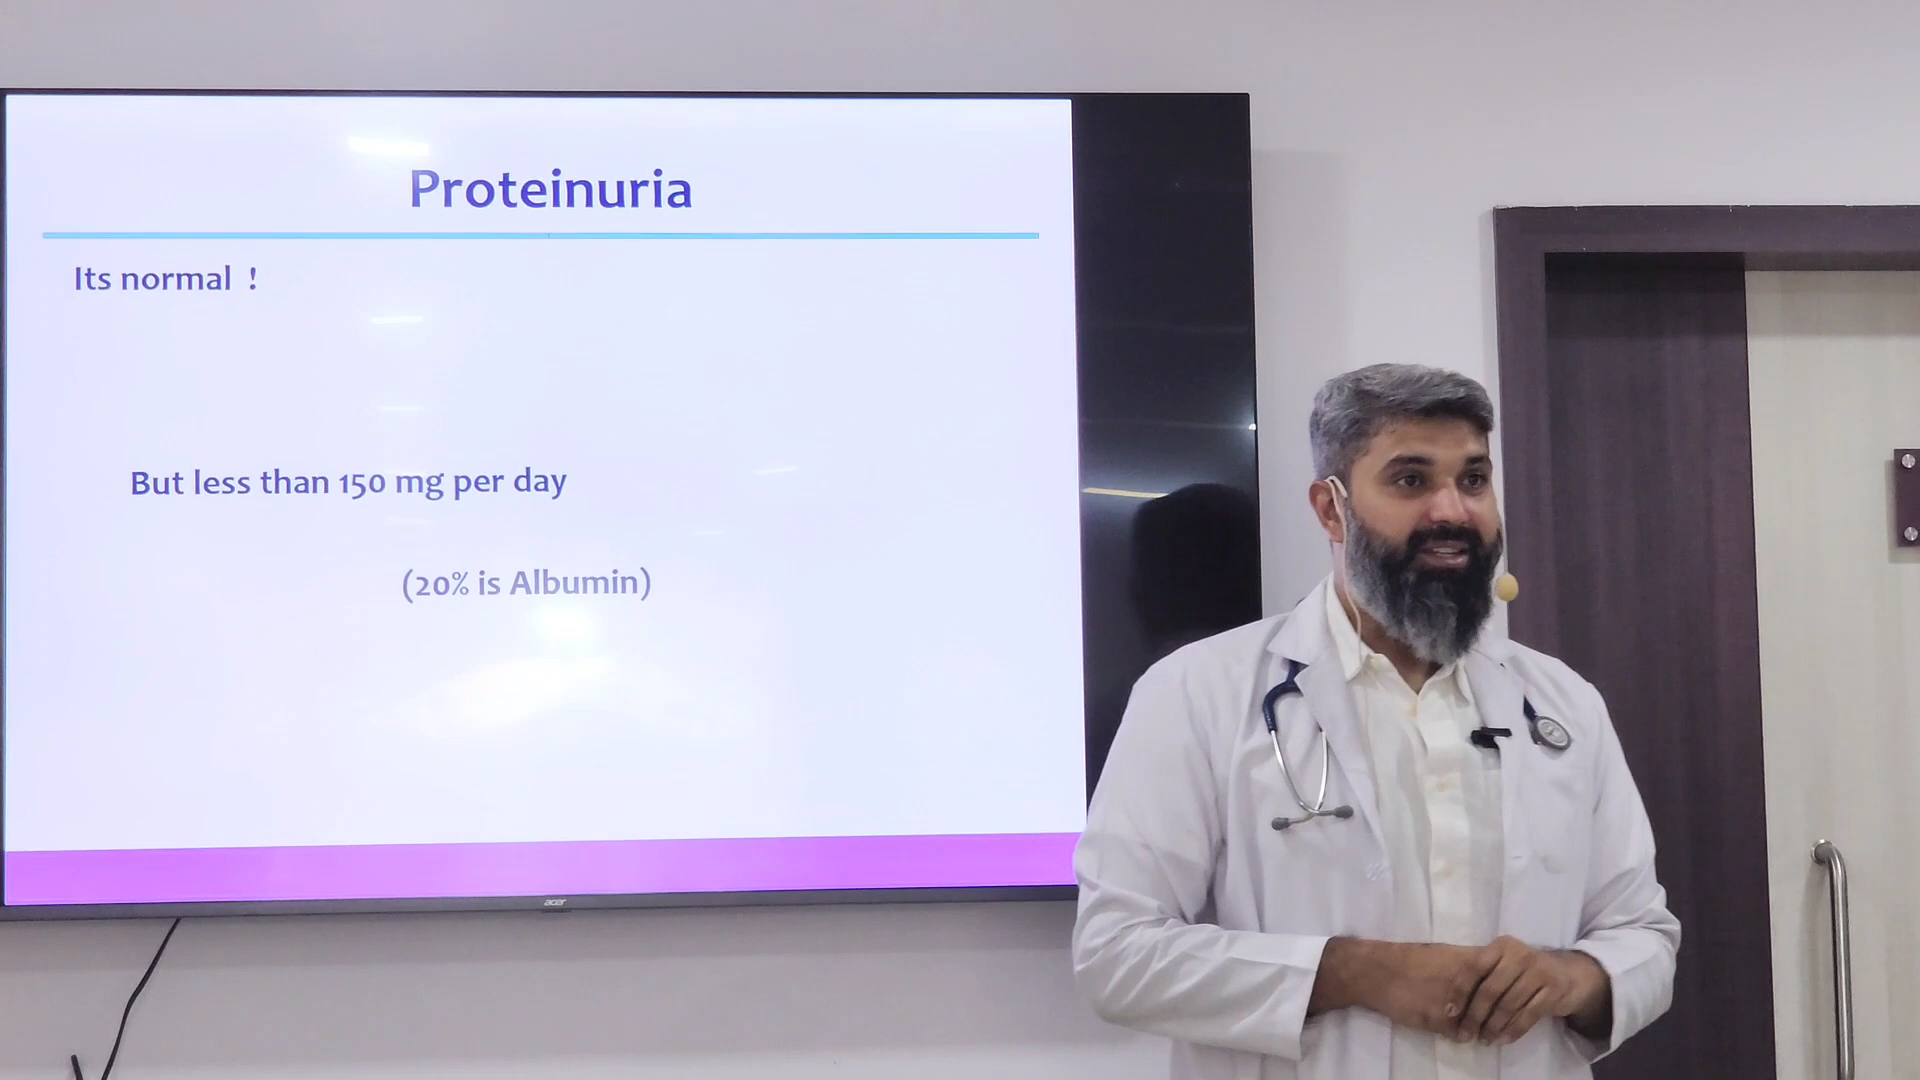 Proteinuria
Its normal !
But less than 150 mg per day
(20% is Albumin)
acer